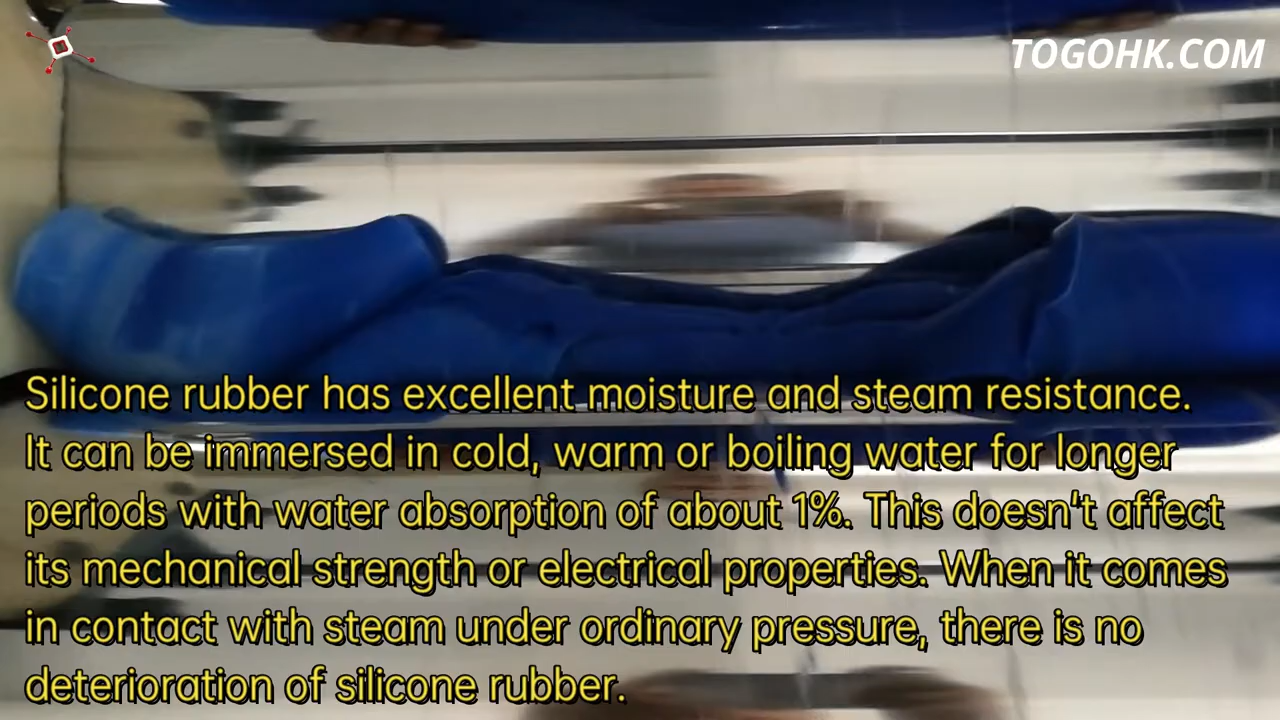 TOGOHK.COM
Silicone rubber has excellent moisture and steam resistance.
It can be immersed in cold, warm or boiling water for longer
periods with water absorption of about 1%. This doesn't affect
its mechanical strength or electrical properties. When it comes
in contact with steam under ordinary pressure, there is no
deterioration of silicone rubber.